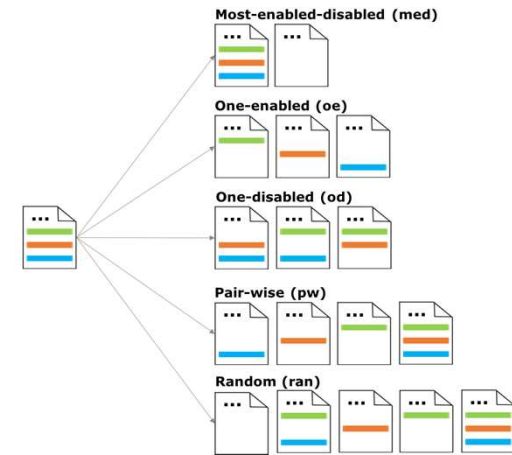 Most-enabled-disabled (med)
... ...
One-enabled (oe)
... ... ...
One-disabled (od)
... ... ... ...
Pair-wise (pw)
... ... ... ...
Random (ran)
... ... ... ... ...